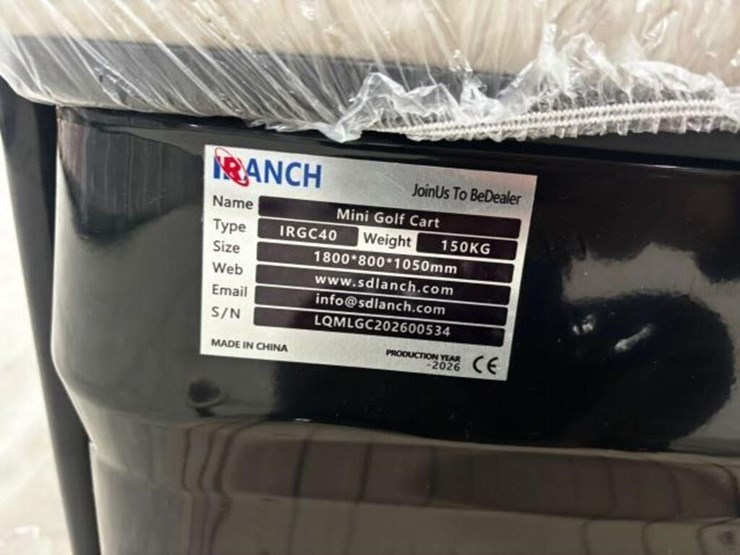 IRANCH
JoinUs To BeDealer
Name Mini Golf Cart
Type IRGC40 Weight 150KG
Size 1800*800*1050mm
Web www.sdlanch.com
Email info@sdlanch.com
S/N LQMLGC202600534
MADE IN CHINA
PRODUCTION YEAR
-2026 CE